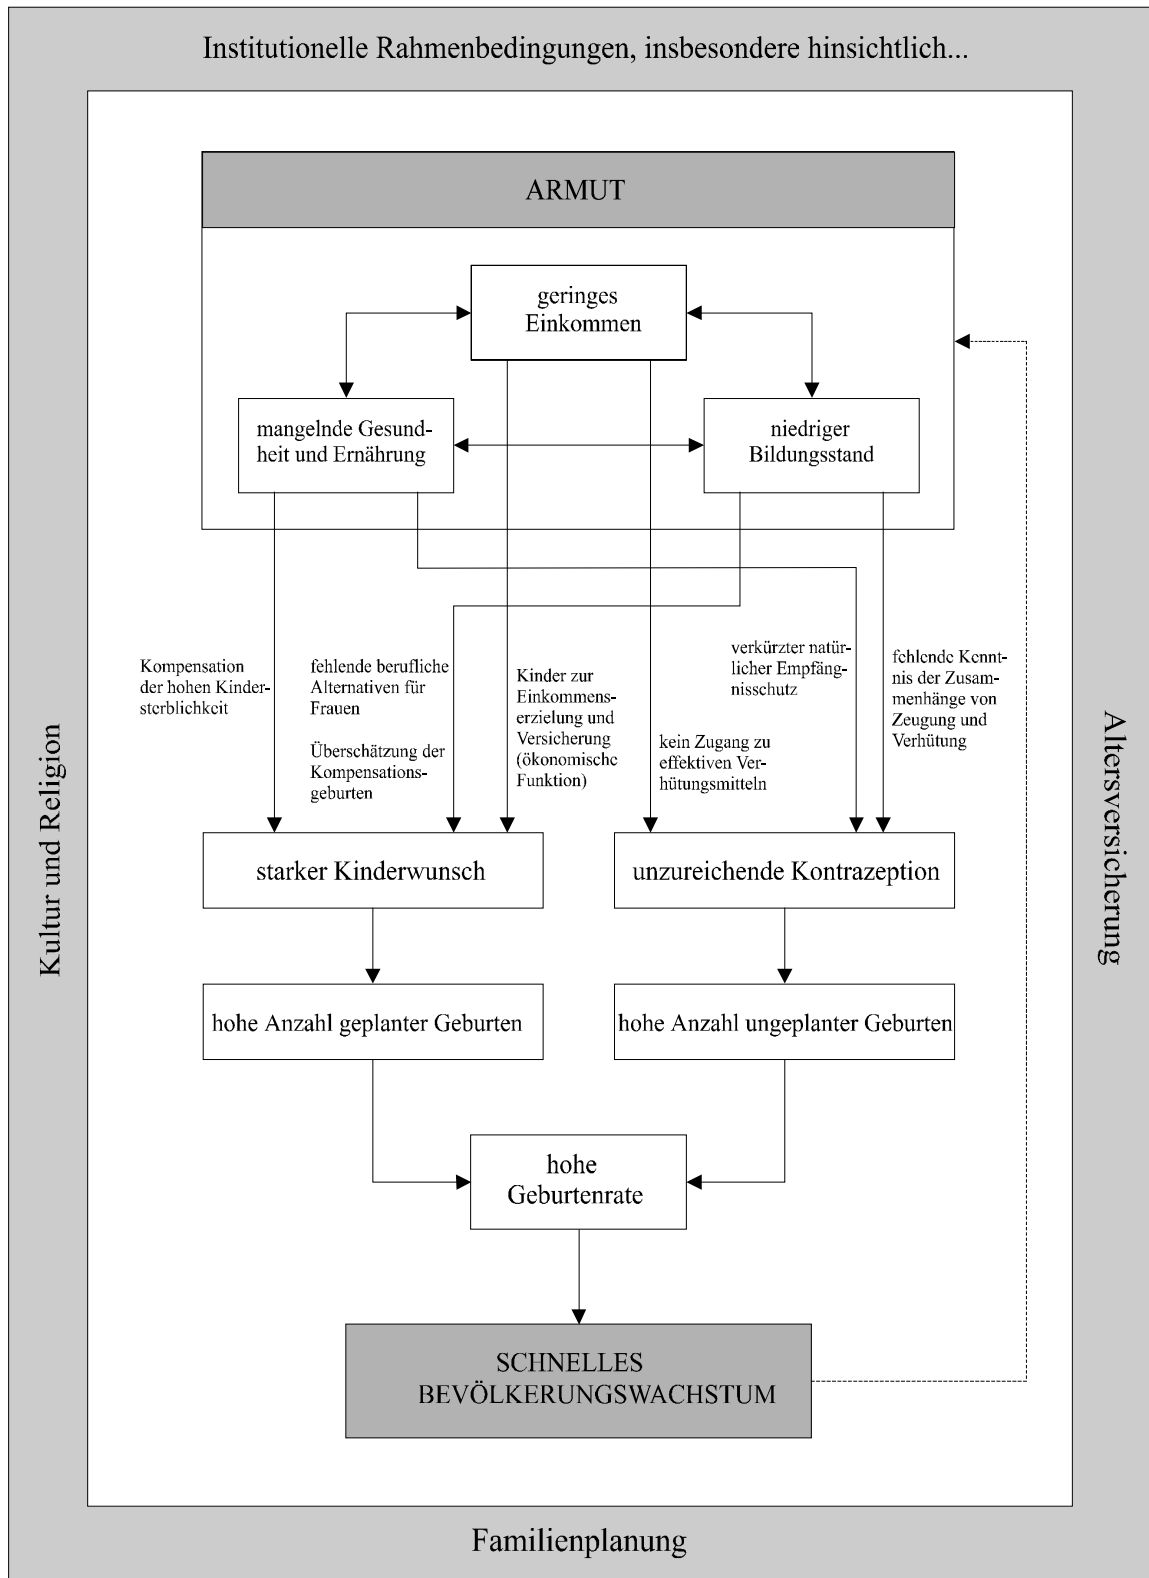 Institutionelle Rahmenbedingungen, insbesondere hinsichtlich...
ARMUT
geringes
Einkommen
mangelnde Gesund-
heit und Ernährung
niedriger
Bildungsstand
Kompensation
der hohen Kinder-
sterblichkeit
fehlende berufliche
Alternativen für
Frauen
Überschätzung der
Kompensations-
geburten
Kinder zur
Einkommens-
erzielung und
Versicherung
(ökonomische
Funktion)
kein Zugang zu
effektiven Ver-
hütungsmitteln
verkürzter natür-
licher Empfäng-
nisschutz
fehlende Kennt-
nis der Zusam-
menhänge von
Zeugung und
Verhütung
starker Kinderwunsch
unzureichende Kontrazeption
hohe Anzahl geplanter Geburten
hohe Anzahl ungeplanter Geburten
hohe
Geburtenrate
SCHNELLES
BEVÖLKERUNGSWACHSTUM
Kultur und Religion
Altersversicherung
Familienplanung